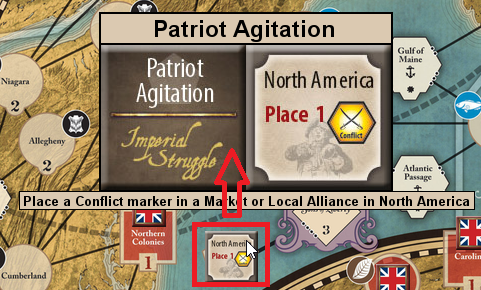 Patriot Agitation
Patriot
Agitation
Imperial
Struggle
North America
Place 1
Conflict
Gulf of
Maine
Niagara
2
Allegheny
2
Atlantic
Passage
Place a Conflict marker in a Market or Local Alliance in North America
3
Northern
Colonies
1
North America
Place 1
Carolin
1
Cumberland